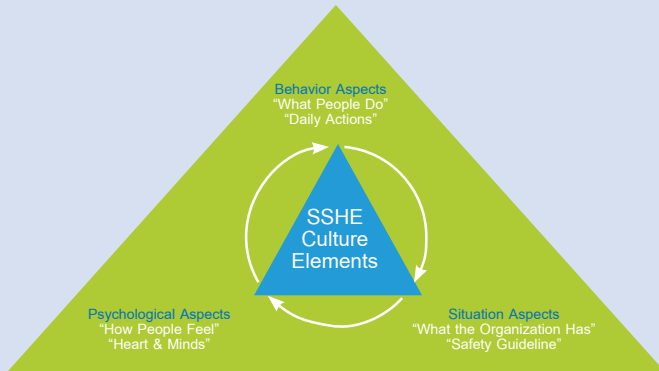 Behavior Aspects
“What People Do”
“Daily Actions”
SSHE
Culture
Elements
Psychological Aspects
“How People Feel”
“Heart & Minds”
Situation Aspects
“What the Organization Has”
“Safety Guideline”